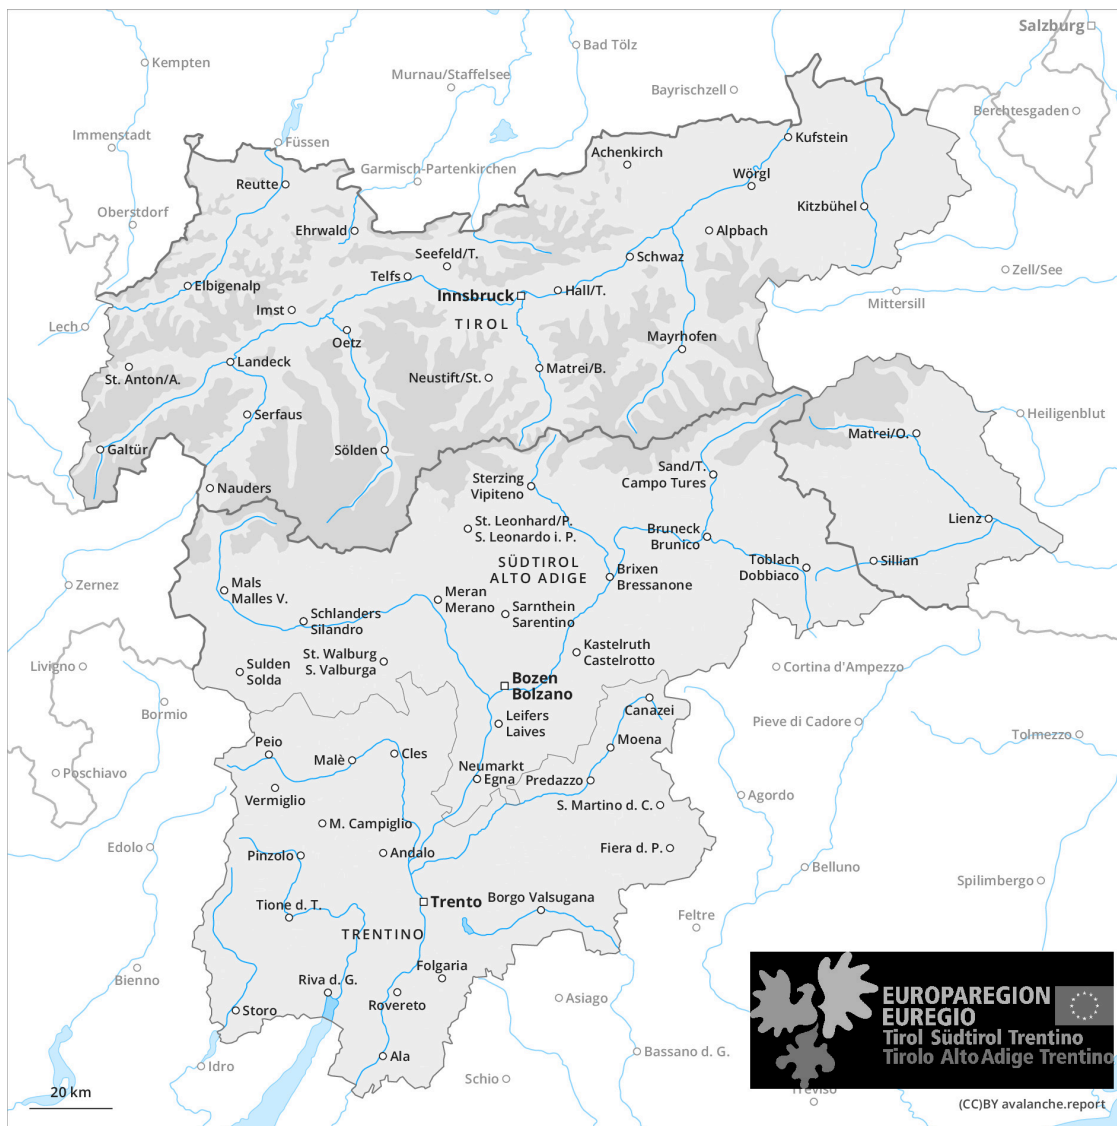 Salzburg
Bad Tölz
Kempten
Murnau/Staffelsee
Bayrischzell
Berchtesgaden
Immenstadt
Füssen
Kufstein
Achenkirch
Garmisch-Partenkirchen
Wörgl
Reutte
Kitzbühel
Oberstdorf
Ehrwald
Alpbach
Seefeld/T.
Schwaz
Zell/See
Telfs
Elbigenalp
Innsbruck
Hall/T.
Mittersill
Imst
TIROL
Lech
Oetz
Mayrhofen
Landeck
Matrei/B.
St. Anton/A.
Neustift/St.
Serfaus
Heiligenblut
Matrei/O.
Galtür
Sölden
Sand/T.
Campo Tures
Sterzing
Vipiteno
Nauders
Lienz
St. Leonhard/P.
S. Leonardo i. P.
Bruneck
Brunico
SÜDTIROL
ALTO ADIGE
Toblach
Dobbiaco
Sillian
Brixen
Bressanone
Zernez
Mals
Malles V.
Meran
Merano
Schlanders
Silandro
Sarnthein
Sarentino
Kastelruth
Castelrotto
St. Walburg
S. Valburga
Livigno
Sulden
Solda
Cortina d'Ampezzo
Bozen
Bolzano
Bormio
Canazei
Leifers
Laives
Pieve di Cadore
Tolmezzo
Peio
Moena
Cles
Malè
Poschiavo
Neumarkt
Egna
Predazzo
Vermiglio
Agordo
S. Martino d. C.
M. Campiglio
Edolo
Pinzolo
Andalo
Fiera d. P.
Belluno
Spilimbergo
Trento
Borgo Valsugana
Tione d. T.
Feltre
TRENTINO
Bienno
Folgaria
Riva d. G.
Rovereto
Asiago
Storo
EUROPAREGION
EUREGIO
Tirol Südtirol Trentino
Tirolo Alto Adige Trentino
Ala
Bassano d. G.
Idro
Schio
Treviso
20 km
(CC)BY avalanche.report